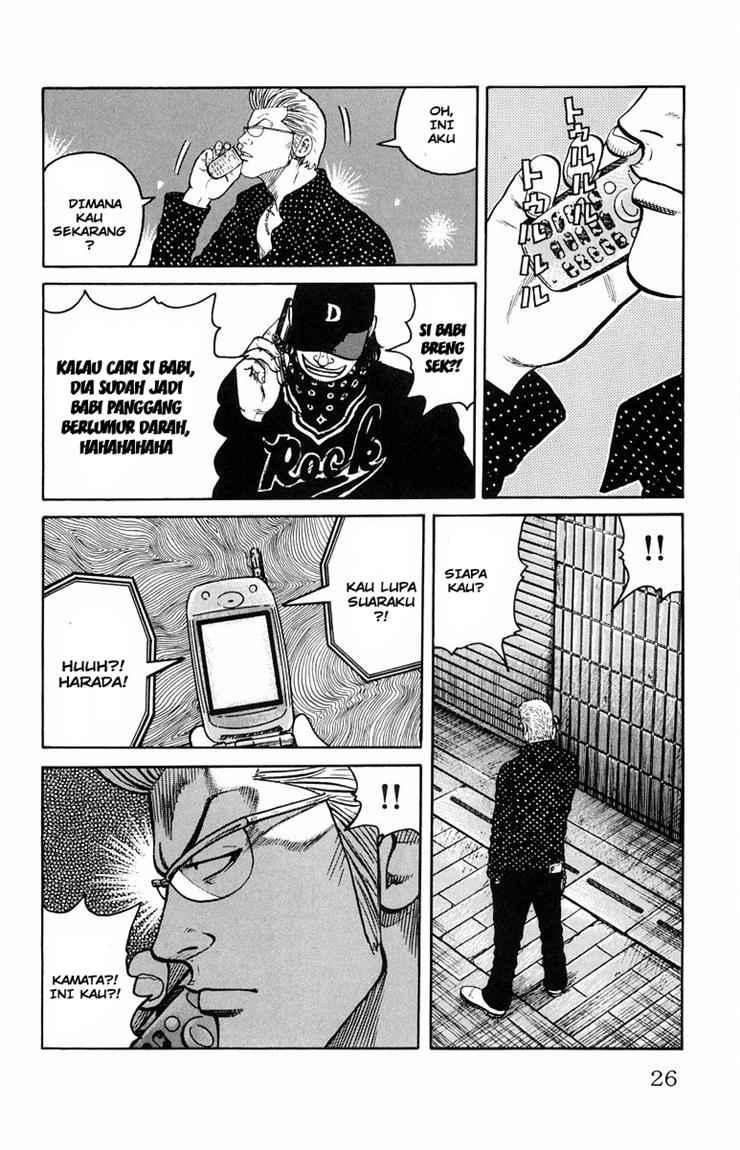 トゥルルルル
トゥルルルル
OH,
INI
AKU
DIMANA
KAU
SEKARANG
?
SI BABI
BRENG
SEK?!
KALAU CARI SI BABI,
DIA SUDAH JADI
BABI PANGGANG
BERLUMUR DARAH,
HAHAHAHAHA
D
Rock
!!
SIAPA
KAU?
KAU LUPA
SUARAKU
?!
HUUH?!
HARADA!
!!
KAMATA?!
INI KAU?!
26